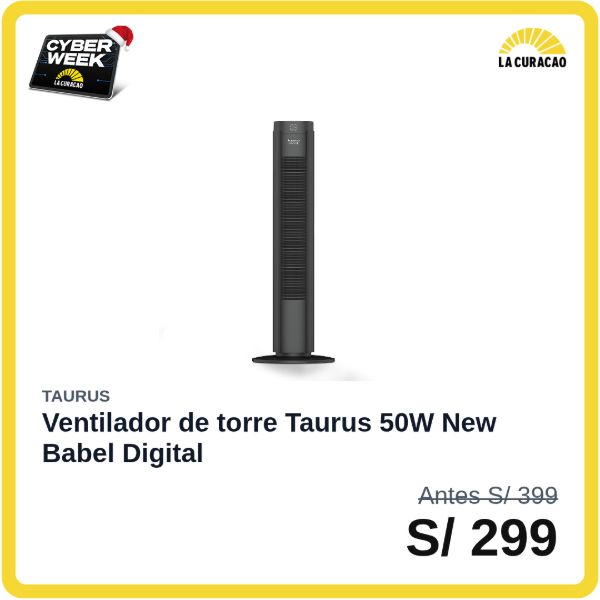 CYBER
WEEK
LA CURACAO
LA CURACAO
TAURUS
Ventilador de torre Taurus 50W New
Babel Digital
Antes S/ 399
S/ 299